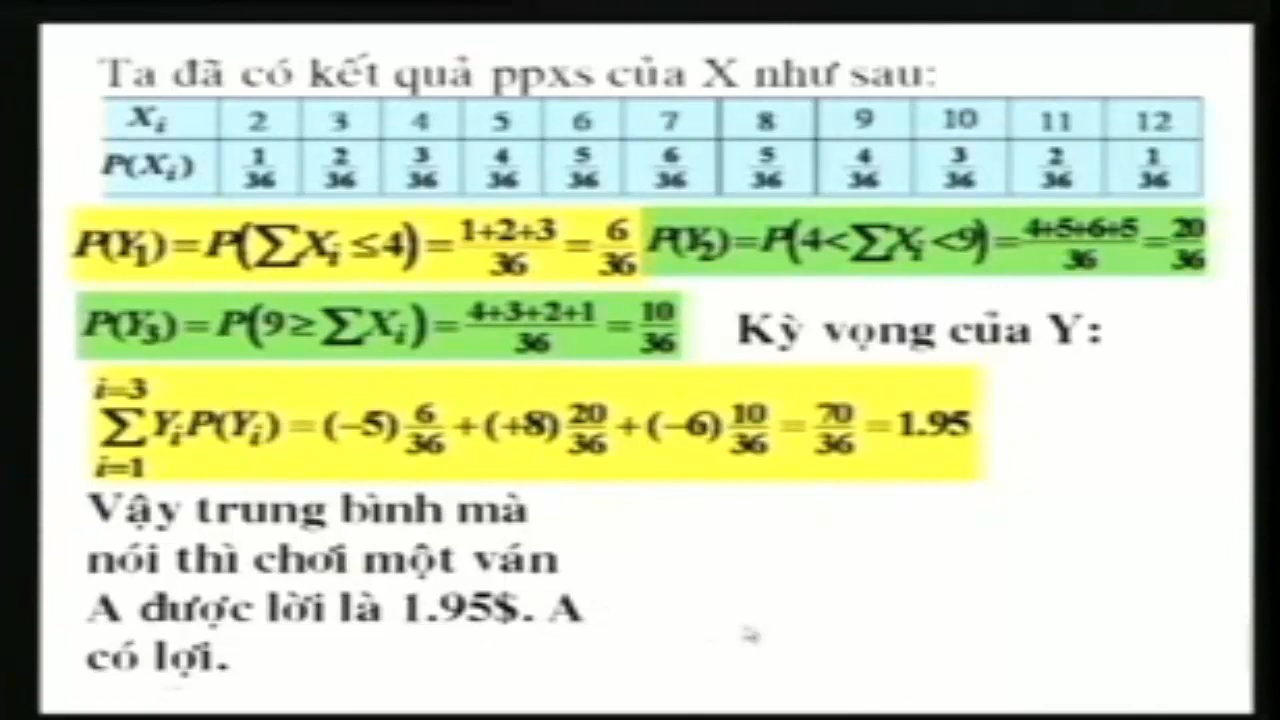 Ta đã có kết quả ppxs của X như sau:
Xi 2 3 4 5 6 7 8 9 10 11 12
P(Xi) 1/36 2/36 3/36 4/36 5/36 6/36 5/36 4/36 3/36 2/36 1/36
P(Y1)=P(∑Xi≤4)=1+2+3/36=6/36 P(Y2)=P(4<∑Xi<9)=4+5+6+5/36=20/36
P(Y3)=P(9≥∑Xi)=4+3+2+1/36=10/36 Kỳ vọng của Y:
i=3
∑YiP(Yi)=(−5)6/36+(+8)20/36+(−6)10/36=70/36=1.95
i=1
Vậy trung bình mà
nói thì chơi một ván
A được lời là 1.95$. A
có lợi.